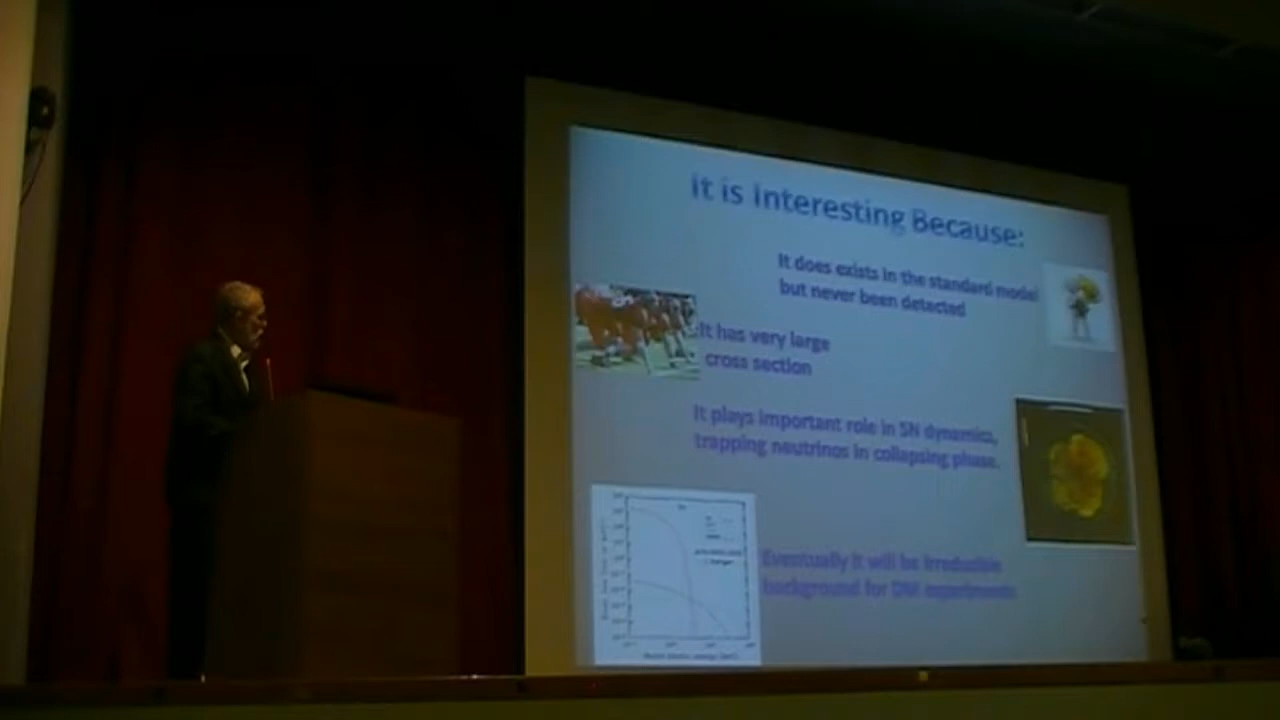 It is Interesting Because:
It does exists in the standard model
but never been detected
It has very large
cross section
It plays important role in SN dynamics,
trapping neutrinos in collapsing phase.
Eventually it will be irreducible
background for DM experiments